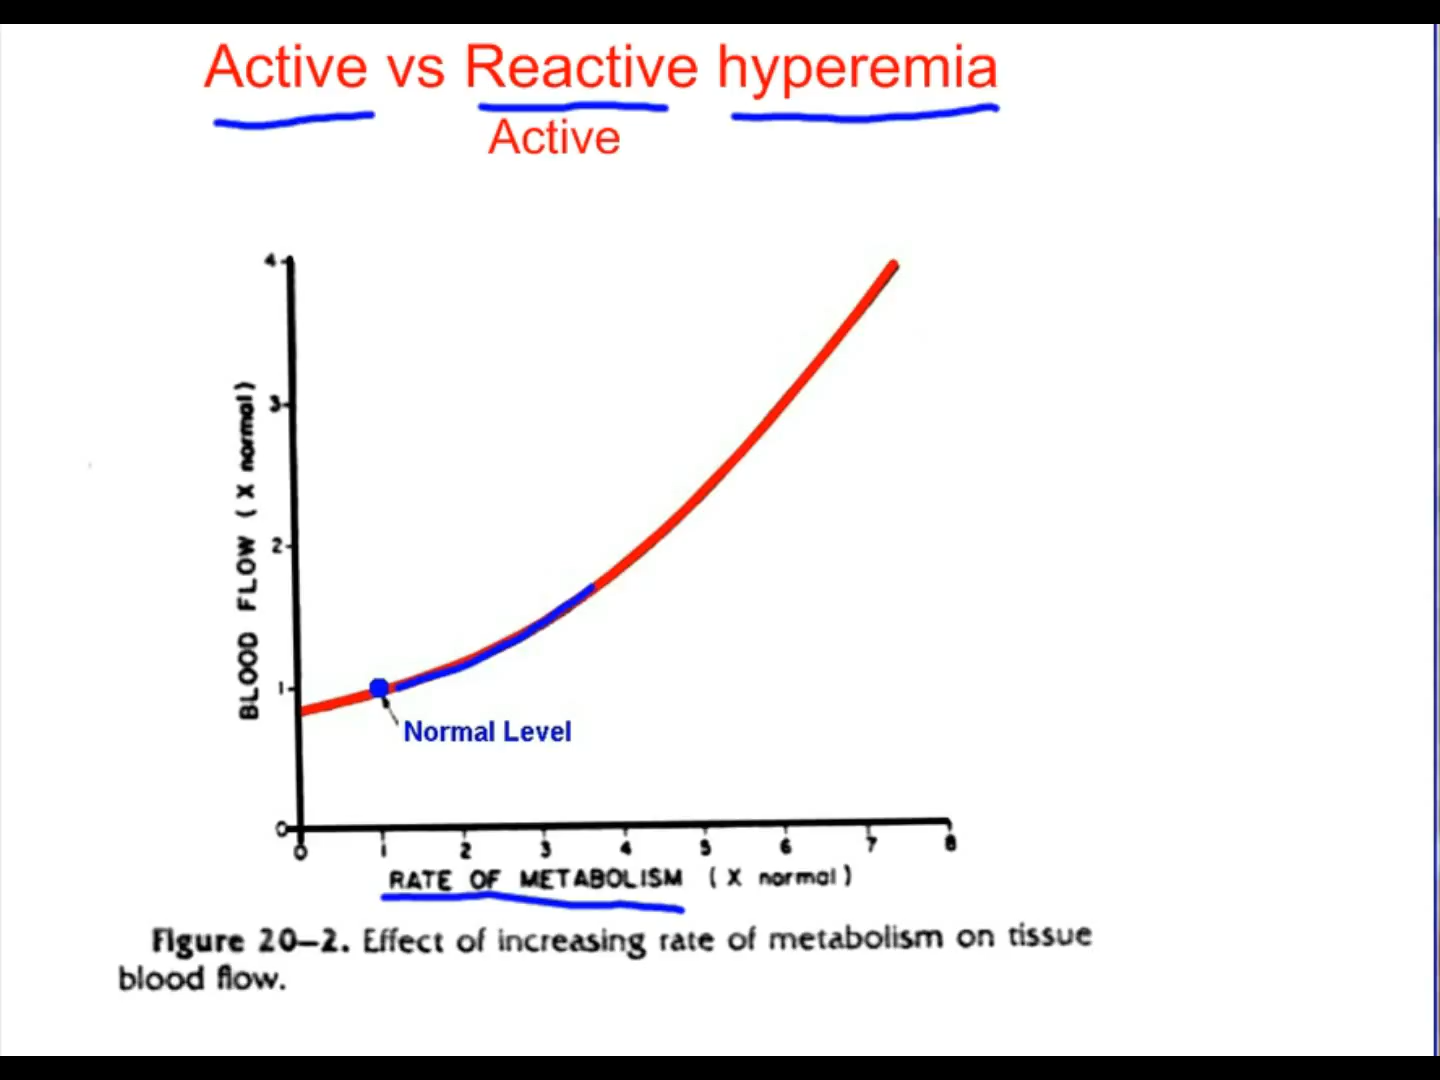 Active vs Reactive hyperemia
Active
4
3
2
1
0
BLOOD FLOW (X normal)
Normal Level
0 1 2 3 4 5 6 7 8
RATE OF METABOLISM (X normal)
Figure 20–2. Effect of increasing rate of metabolism on tissue
blood flow.